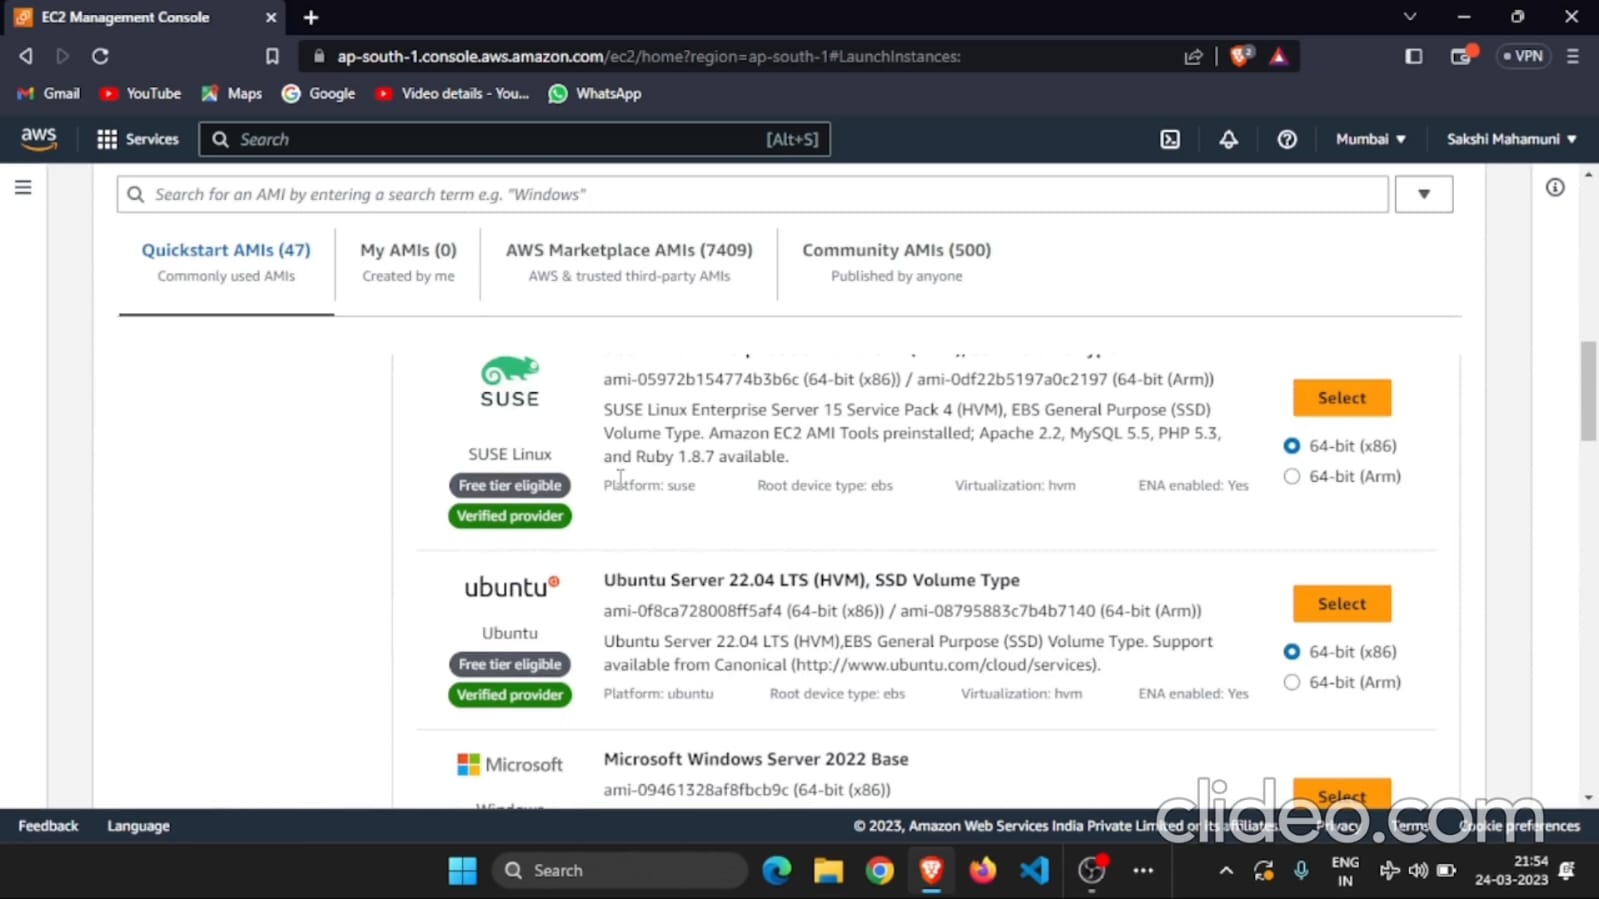 EC2 Management Console
ap-south-1.console.aws.amazon.com/ec2/home?region=ap-south-1#LaunchInstances:
2
VPN
Gmail YouTube Maps Google Video details - You... WhatsApp
aws Services Search [Alt+S] Mumbai Sakshi Mahamuni
Search for an AMI by entering a search term e.g. "Windows"
Quickstart AMIs (47) My AMIs (0) AWS Marketplace AMIs (7409) Community AMIs (500)
Commonly used AMIs Created by me AWS & trusted third-party AMIs Published by anyone
SUSE
ami-05972b154774b3b6c (64-bit (x86)) / ami-0df22b5197a0c2197 (64-bit (Arm))
SUSE Linux Enterprise Server 15 Service Pack 4 (HVM), EBS General Purpose (SSD)
Volume Type. Amazon EC2 AMI Tools preinstalled; Apache 2.2, MySQL 5.5, PHP 5.3,
and Ruby 1.8.7 available.
SUSE Linux
Free tier eligible
Verified provider
Platform: suse Root device type: ebs Virtualization: hvm ENA enabled: Yes
Select
64-bit (x86)
64-bit (Arm)
ubuntu
Ubuntu
Free tier eligible
Verified provider
Ubuntu Server 22.04 LTS (HVM), SSD Volume Type
ami-0f8ca728008ff5af4 (64-bit (x86)) / ami-08795883c7b4b7140 (64-bit (Arm))
Ubuntu Server 22.04 LTS (HVM),EBS General Purpose (SSD) Volume Type. Support
available from Canonical (http://www.ubuntu.com/cloud/services).
Platform: ubuntu Root device type: ebs Virtualization: hvm ENA enabled: Yes
Select
64-bit (x86)
64-bit (Arm)
Microsoft
Windows
Microsoft Windows Server 2022 Base
ami-09461328af8fbcb9c (64-bit (x86))
Select
clideo.com
Feedback Language © 2023, Amazon Web Services India Private Limited or its affiliates. Privacy Terms Cookie preferences
Search
ENG
IN
21:54
24-03-2023